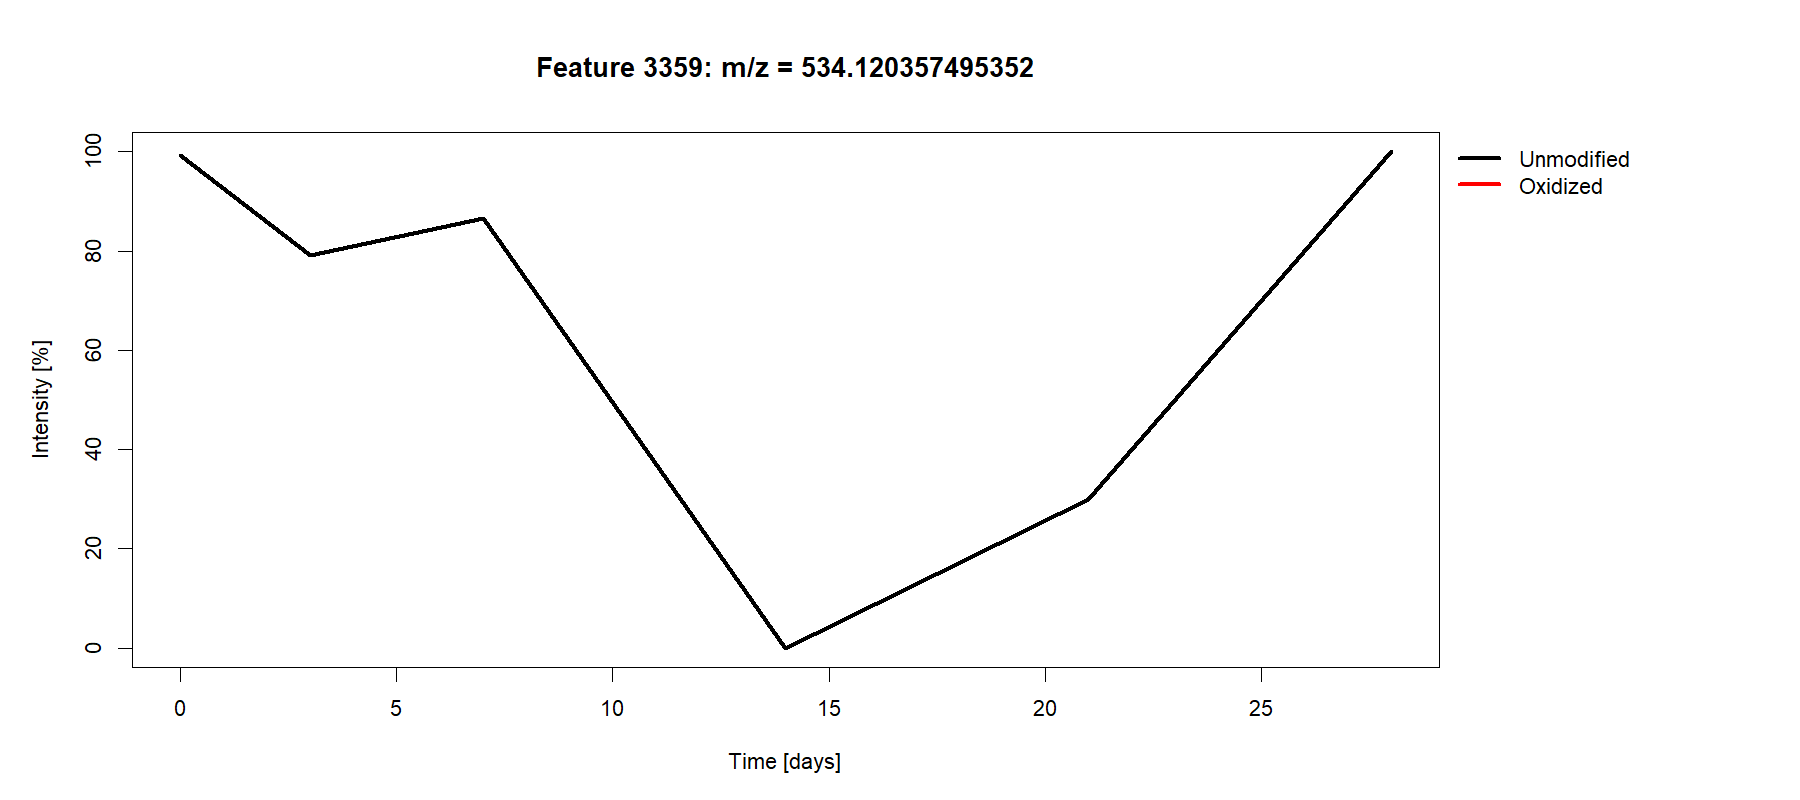 Feature 3359: m/z = 534.120357495352
Unmodified
Oxidized
Intensity [%]
100
80
60
40
20
0
0 5 10 15 20 25
Time [days]